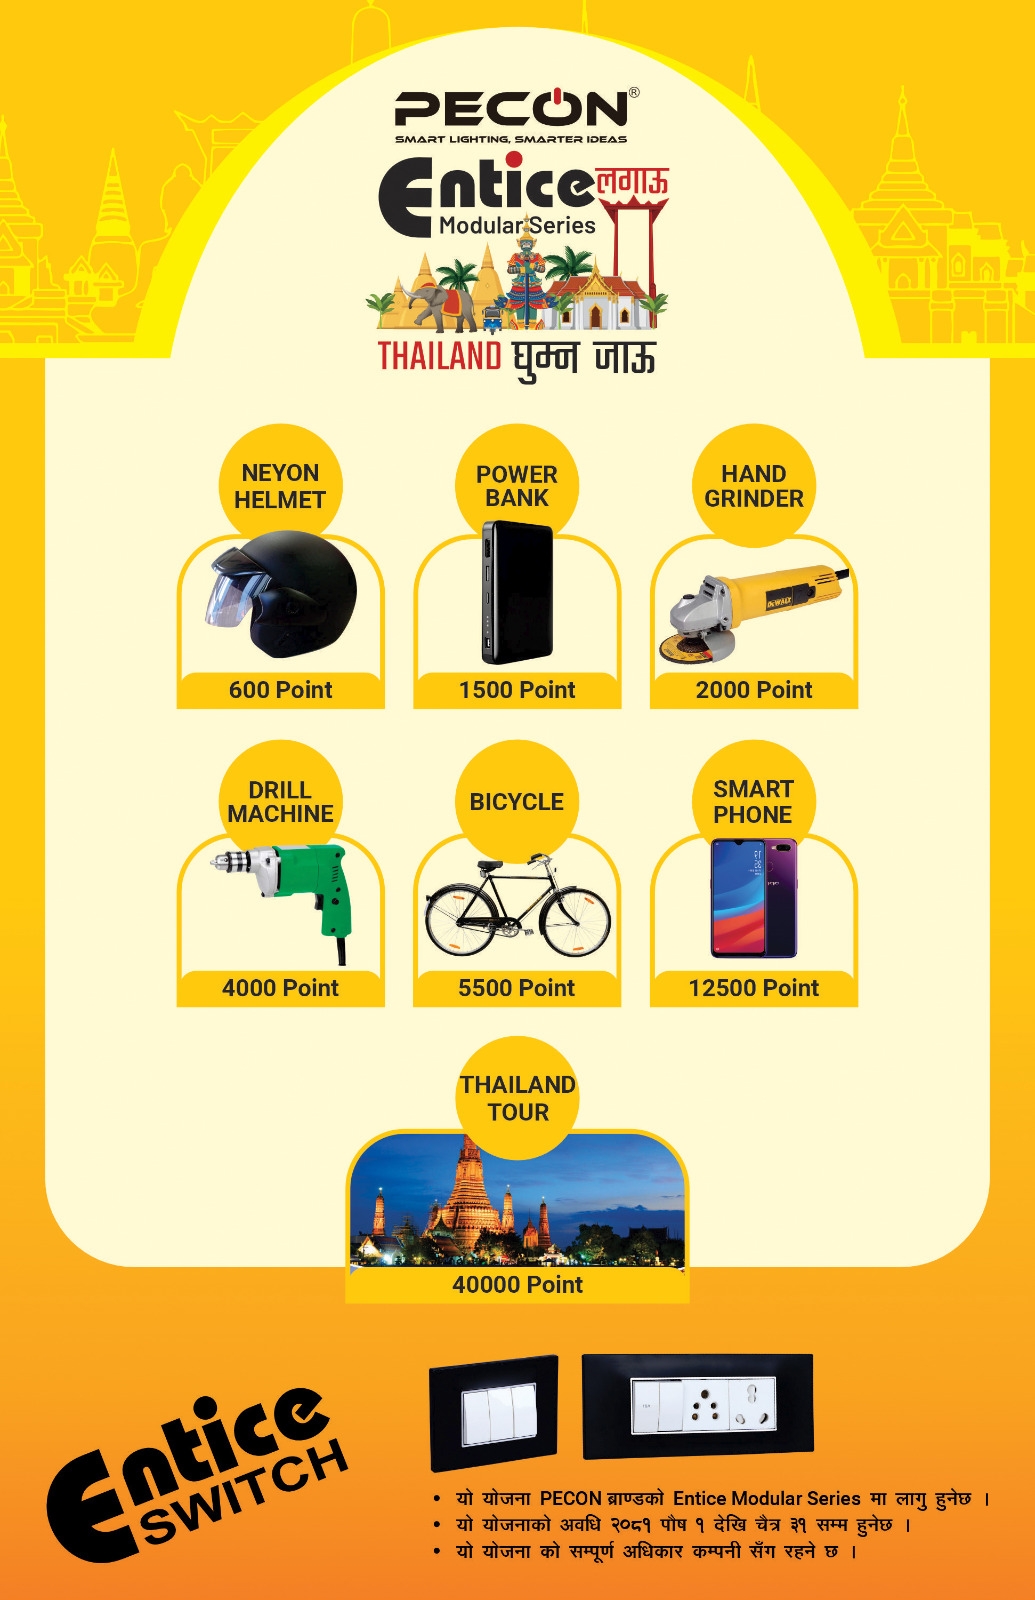 PECON®
SMART LIGHTING, SMARTER IDEAS
Entice लगाऊ
Modular Series
THAILAND घुम्न जाऊ
NEYON
HELMET
600 Point
POWER
BANK
1500 Point
HAND
GRINDER
DEWALT
2000 Point
DRILL
MACHINE
4000 Point
BICYCLE
5500 Point
SMART
PHONE
12500 Point
THAILAND
TOUR
40000 Point
Entice
SWITCH
• यो योजना PECON ब्राण्डको Entice Modular Series मा लागु हुनेछ ।
• यो योजनाको अवधि २०८१ पौष १ देखि चैत्र ३१ सम्म हुनेछ ।
• यो योजना को सम्पूर्ण अधिकार कम्पनी सँग रहने छ ।